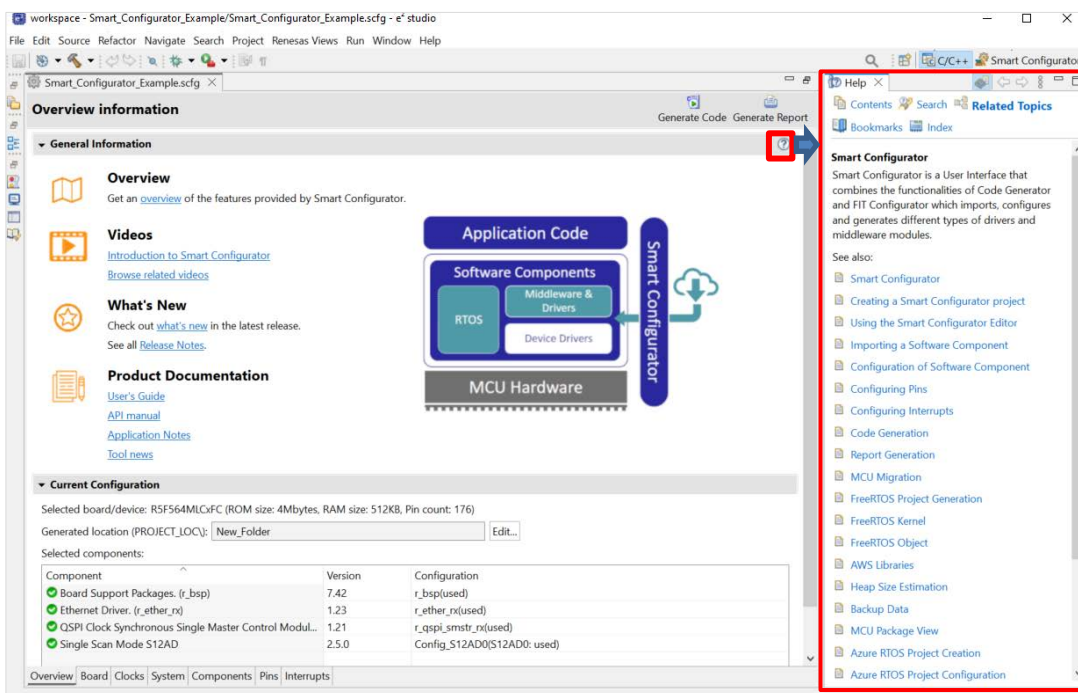 workspace - Smart_Configurator_Example/Smart_Configurator_Example.scfg - e² studio
File Edit Source Refactor Navigate Search Project Renesas Views Run Window Help
C/C++ Smart Configurator
Smart_Configurator_Example.scfg
Overview information
Generate Code Generate Report
General Information
Overview
Get an overview of the features provided by Smart Configurator.
Videos
Introduction to Smart Configurator
Browse related videos
What's New
Check out what's new in the latest release.
See all Release Notes.
Product Documentation
User's Guide
API manual
Application Notes
Tool news
Application Code
Software Components
RTOS
Middleware &
Drivers
Device Drivers
MCU Hardware
Smart Configurator
Current Configuration
Selected board/device: R5F564MLCxFC (ROM size: 4Mbytes, RAM size: 512KB, Pin count: 176)
Generated location (PROJECT_LOC\): New_Folder Edit...
Selected components:
Component Version Configuration
Board Support Packages. (r_bsp) 7.42 r_bsp(used)
Ethernet Driver. (r_ether_rx) 1.23 r_ether_rx(used)
QSPI Clock Synchronous Single Master Control Modul... 1.21 r_qspi_smstr_rx(used)
Single Scan Mode S12AD 2.5.0 Config_S12AD0(S12AD0: used)
Overview Board Clocks System Components Pins Interrupts
Help
Contents Search Related Topics
Bookmarks Index
Smart Configurator
Smart Configurator is a User Interface that
combines the functionalities of Code Generator
and FIT Configurator which imports, configures
and generates different types of drivers and
middleware modules.
See also:
Smart Configurator
Creating a Smart Configurator project
Using the Smart Configurator Editor
Importing a Software Component
Configuration of Software Component
Configuring Pins
Configuring Interrupts
Code Generation
Report Generation
MCU Migration
FreeRTOS Project Generation
FreeRTOS Kernel
FreeRTOS Object
AWS Libraries
Heap Size Estimation
Backup Data
MCU Package View
Azure RTOS Project Creation
Azure RTOS Project Configuration